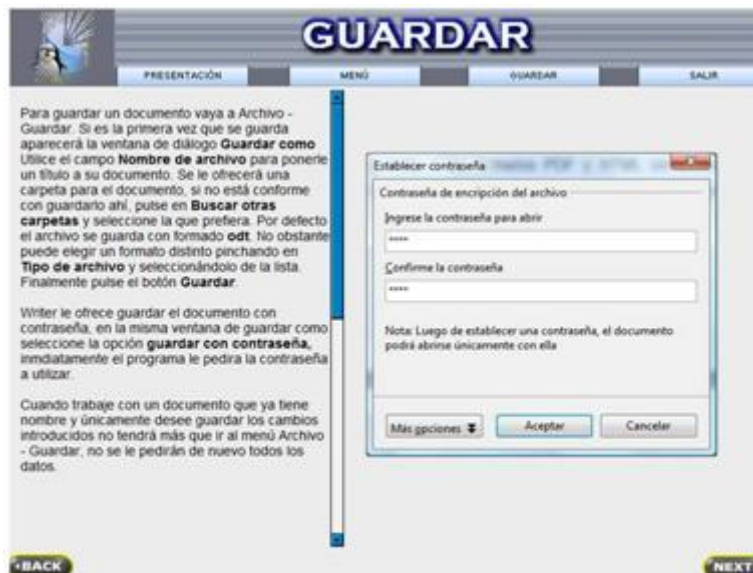 GUARDAR
PRESENTACIÓN
MENÚ
GUARDAR
SALIR
Para guardar un documento vaya a Archivo -
Guardar. Si es la primera vez que se guarda
aparecerá la ventana de diálogo Guardar como
Utilice el campo Nombre de archivo para ponerle
un título a su documento. Se le ofrecerá una
carpeta para el documento, si no está conforme
con guardarlo ahí, pulse en Buscar otras
carpetas y seleccione la que prefiera. Por defecto
el archivo se guarda con formado odt. No obstante
puede elegir un formato distinto pinchando en
Tipo de archivo y seleccionándolo de la lista.
Finalmente pulse el botón Guardar.
Writer le ofrece guardar el documento con
contraseña, en la misma ventana de guardar como
seleccione la opción guardar con contraseña,
inmdiatamente el programa le pedira la contraseña
a utilizar.
Cuando trabaje con un documento que ya tiene
nombre y únicamente desee guardar los cambios
introducidos no tendrá más que ir al menú Archivo
- Guardar, no se le pedirán de nuevo todos los
datos.
Establecer contraseña
Contraseña de encripción del archivo
Ingrese la contraseña para abrir
••••
Confirme la contraseña
••••
Nota: Luego de establecer una contraseña, el documento
podrá abrirse únicamente con ella
Más opciones
Aceptar
Cancelar
BACK
NEXT